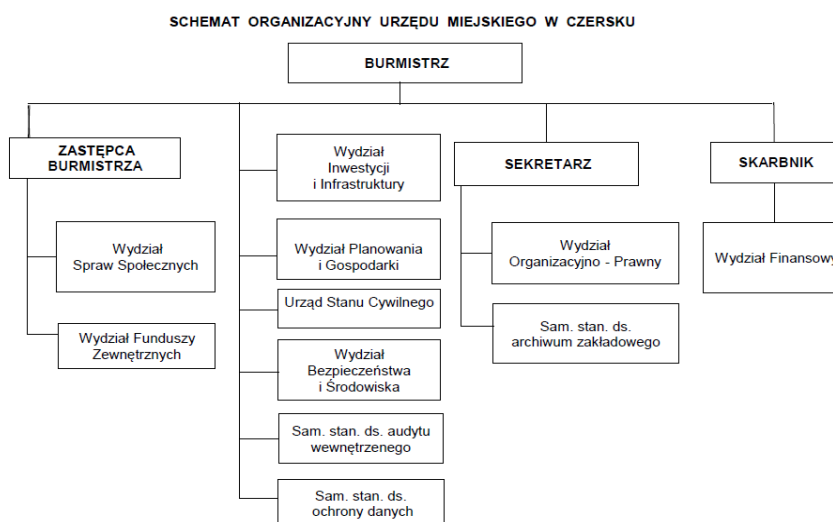 SCHEMAT ORGANIZACYJNY URZĘDU MIEJSKIEGO W CZERSKU
BURMISTRZ
ZASTĘPCA
BURMISTRZA
Wydział
Spraw Społecznych
Wydział Funduszy
Zewnętrznych
Wydział
Inwestycji
i Infrastruktury
Wydział Planowania
i Gospodarki
Urząd Stanu Cywilnego
Wydział
Bezpieczeństwa
i Środowiska
Sam. stan. ds. audytu
wewnętrzenego
Sam. stan. ds.
ochrony danych
SEKRETARZ
Wydział
Organizacyjno - Prawny
Sam. stan. ds.
archiwum zakładowego
SKARBNIK
Wydział Finansowy